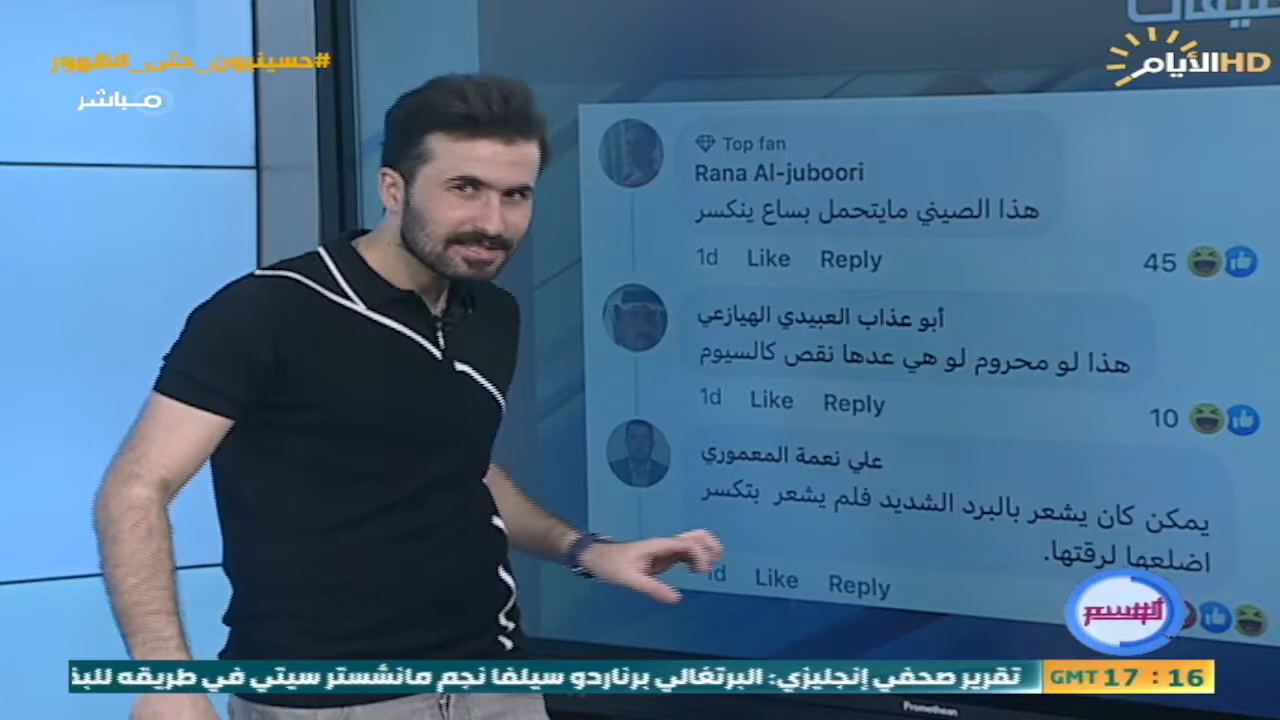 #حسينيون_حتى_الظهور
مباشر
الأيام HD
Top fan
Rana Al-juboori
هذا الصيني مايتحمل بساع ينكسر
1d Like Reply
45
أبو عذاب العبيدي الهيازعي
هذا لو محروم لو هي عدها نقص كالسيوم
1d Like Reply
10
علي نعمة المعموري
يمكن كان يشعر بالبرد الشديد فلم يشعر بتكسر
اضلعها لرقتها.
1d Like Reply
تقرير صحفي إنجليزي: البرتغالي برناردو سيلفا نجم مانشستر سيتي في طريقه
GMT 17 : 16
Promethean